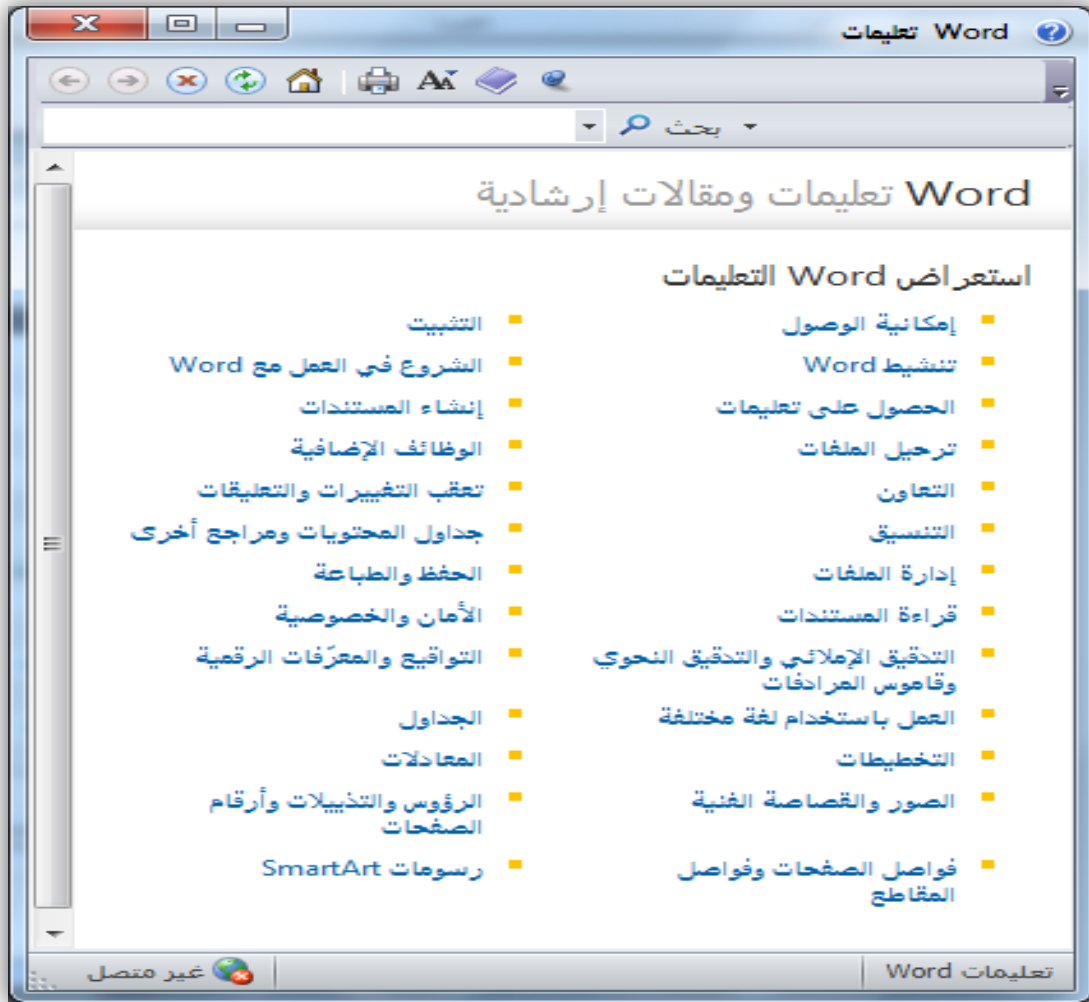 تعليمات Word
بحث
Word تعليمات ومقالات إرشادية
استعراض Word التعليمات
إمكانية الوصول
التثبيت
تنشيط Word
الشروع في العمل مع Word
الحصول على تعليمات
إنشاء المستندات
ترحيل الملفات
الوظائف الإضافية
التعاون
تعقب التغييرات والتعليقات
التنسيق
جداول المحتويات ومراجع أخرى
إدارة الملفات
الحفظ والطباعة
قراءة المستندات
الأمان والخصوصية
التدقيق الإملائي والتدقيق النحوي
وقاموس المرادفات
التواقيع والمعرّفات الرقمية
العمل باستخدام لغة مختلفة
الجداول
التخطيطات
المعادلات
الصور والقصاصة الفنية
الرؤوس والتذييلات وأرقام
الصفحات
فواصل الصفحات وفواصل
المقاطع
رسومات SmartArt
تعليمات Word
غير متصل